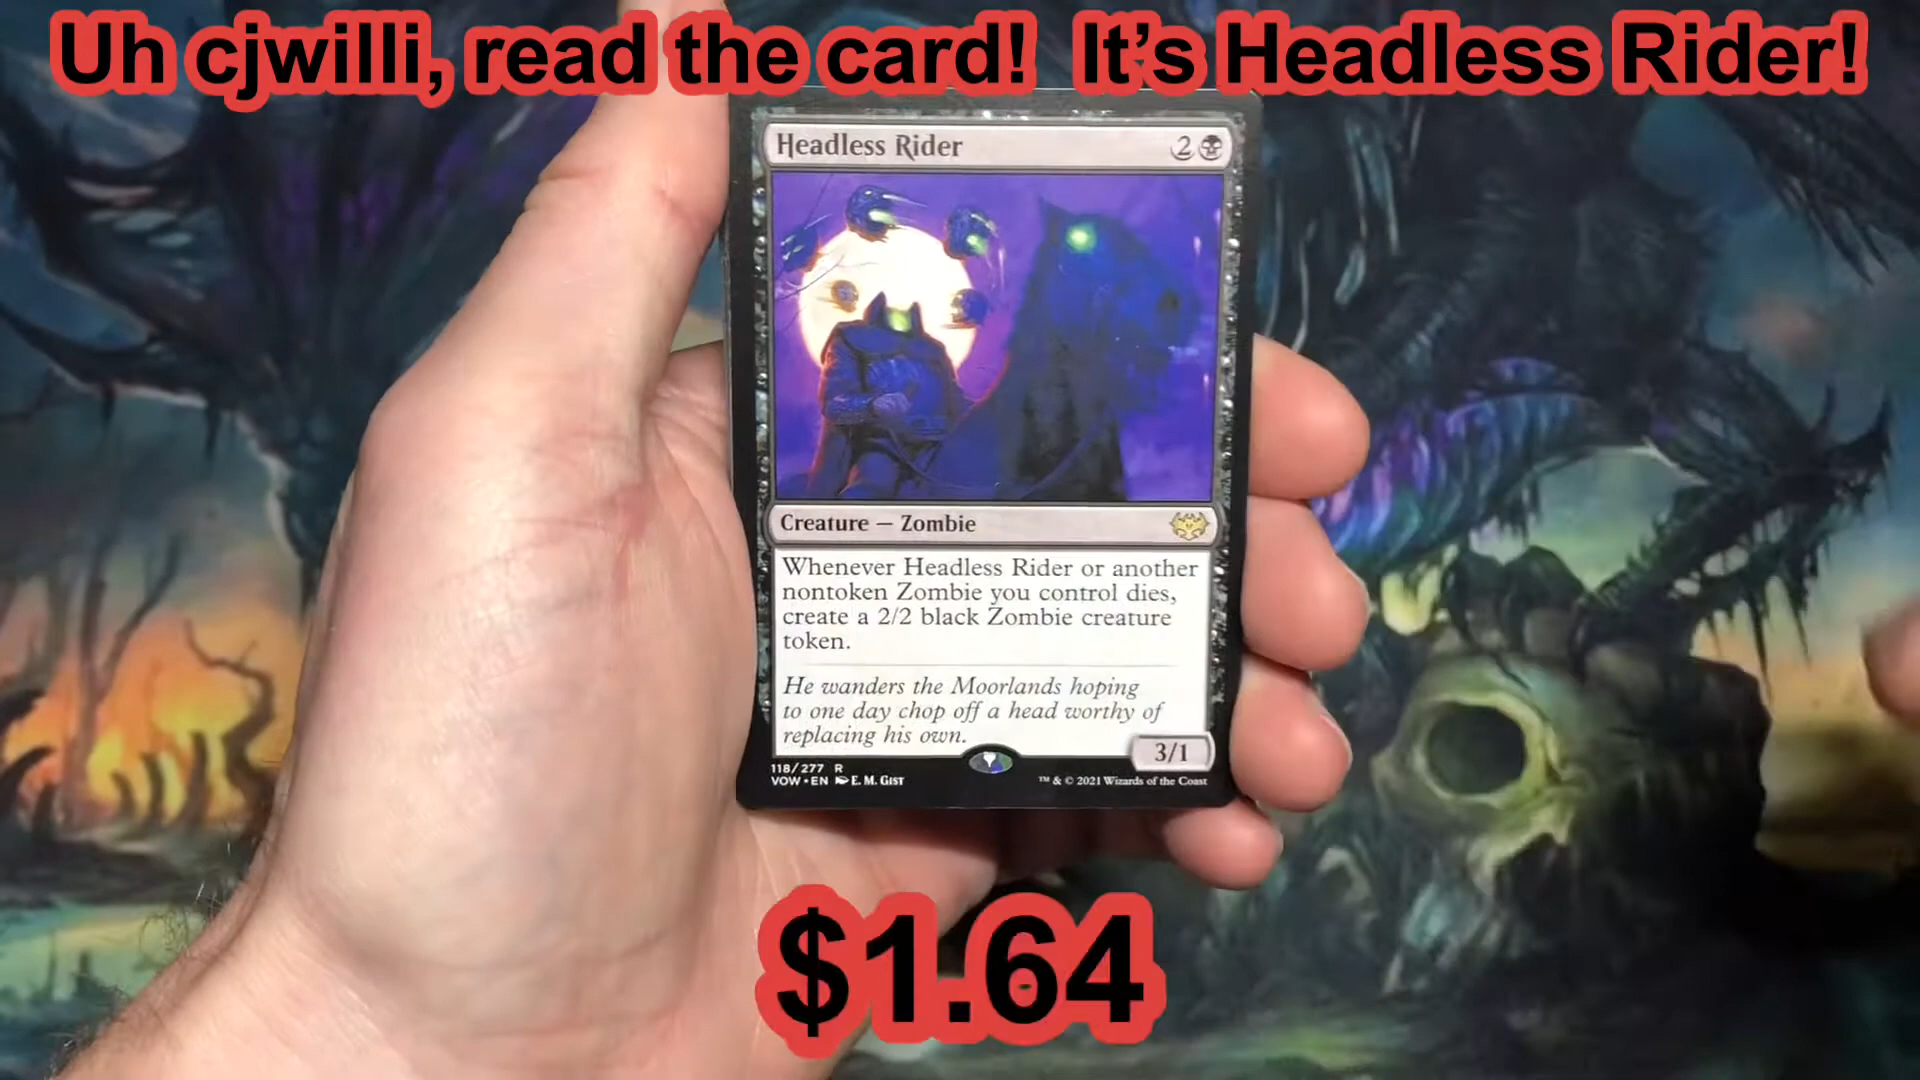 Uh cjwilli, read the card!  It's Headless Rider!
Headless Rider 2
Creature — Zombie
Whenever Headless Rider or another
nontoken Zombie you control dies,
create a 2/2 black Zombie creature
token.
He wanders the Moorlands hoping
to one day chop off a head worthy of
replacing his own.
3/1
118/277 R
VOW • EN E. M. Gist
™ & © 2021 Wizards of the Coast
$1.64